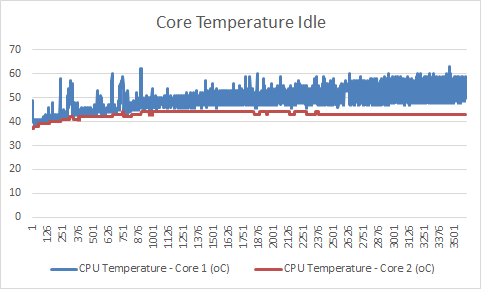 Core Temperature Idle
70
60
50
40
30
20
10
0
1 126 251 376 501 626 751 876 1001 1126 1251 1376 1501 1626 1751 1876 2001 2126 2251 2376 2501 2626 2751 2876 3001 3126 3251 3376 3501
CPU Temperature - Core 1 (oC) CPU Temperature - Core 2 (oC)